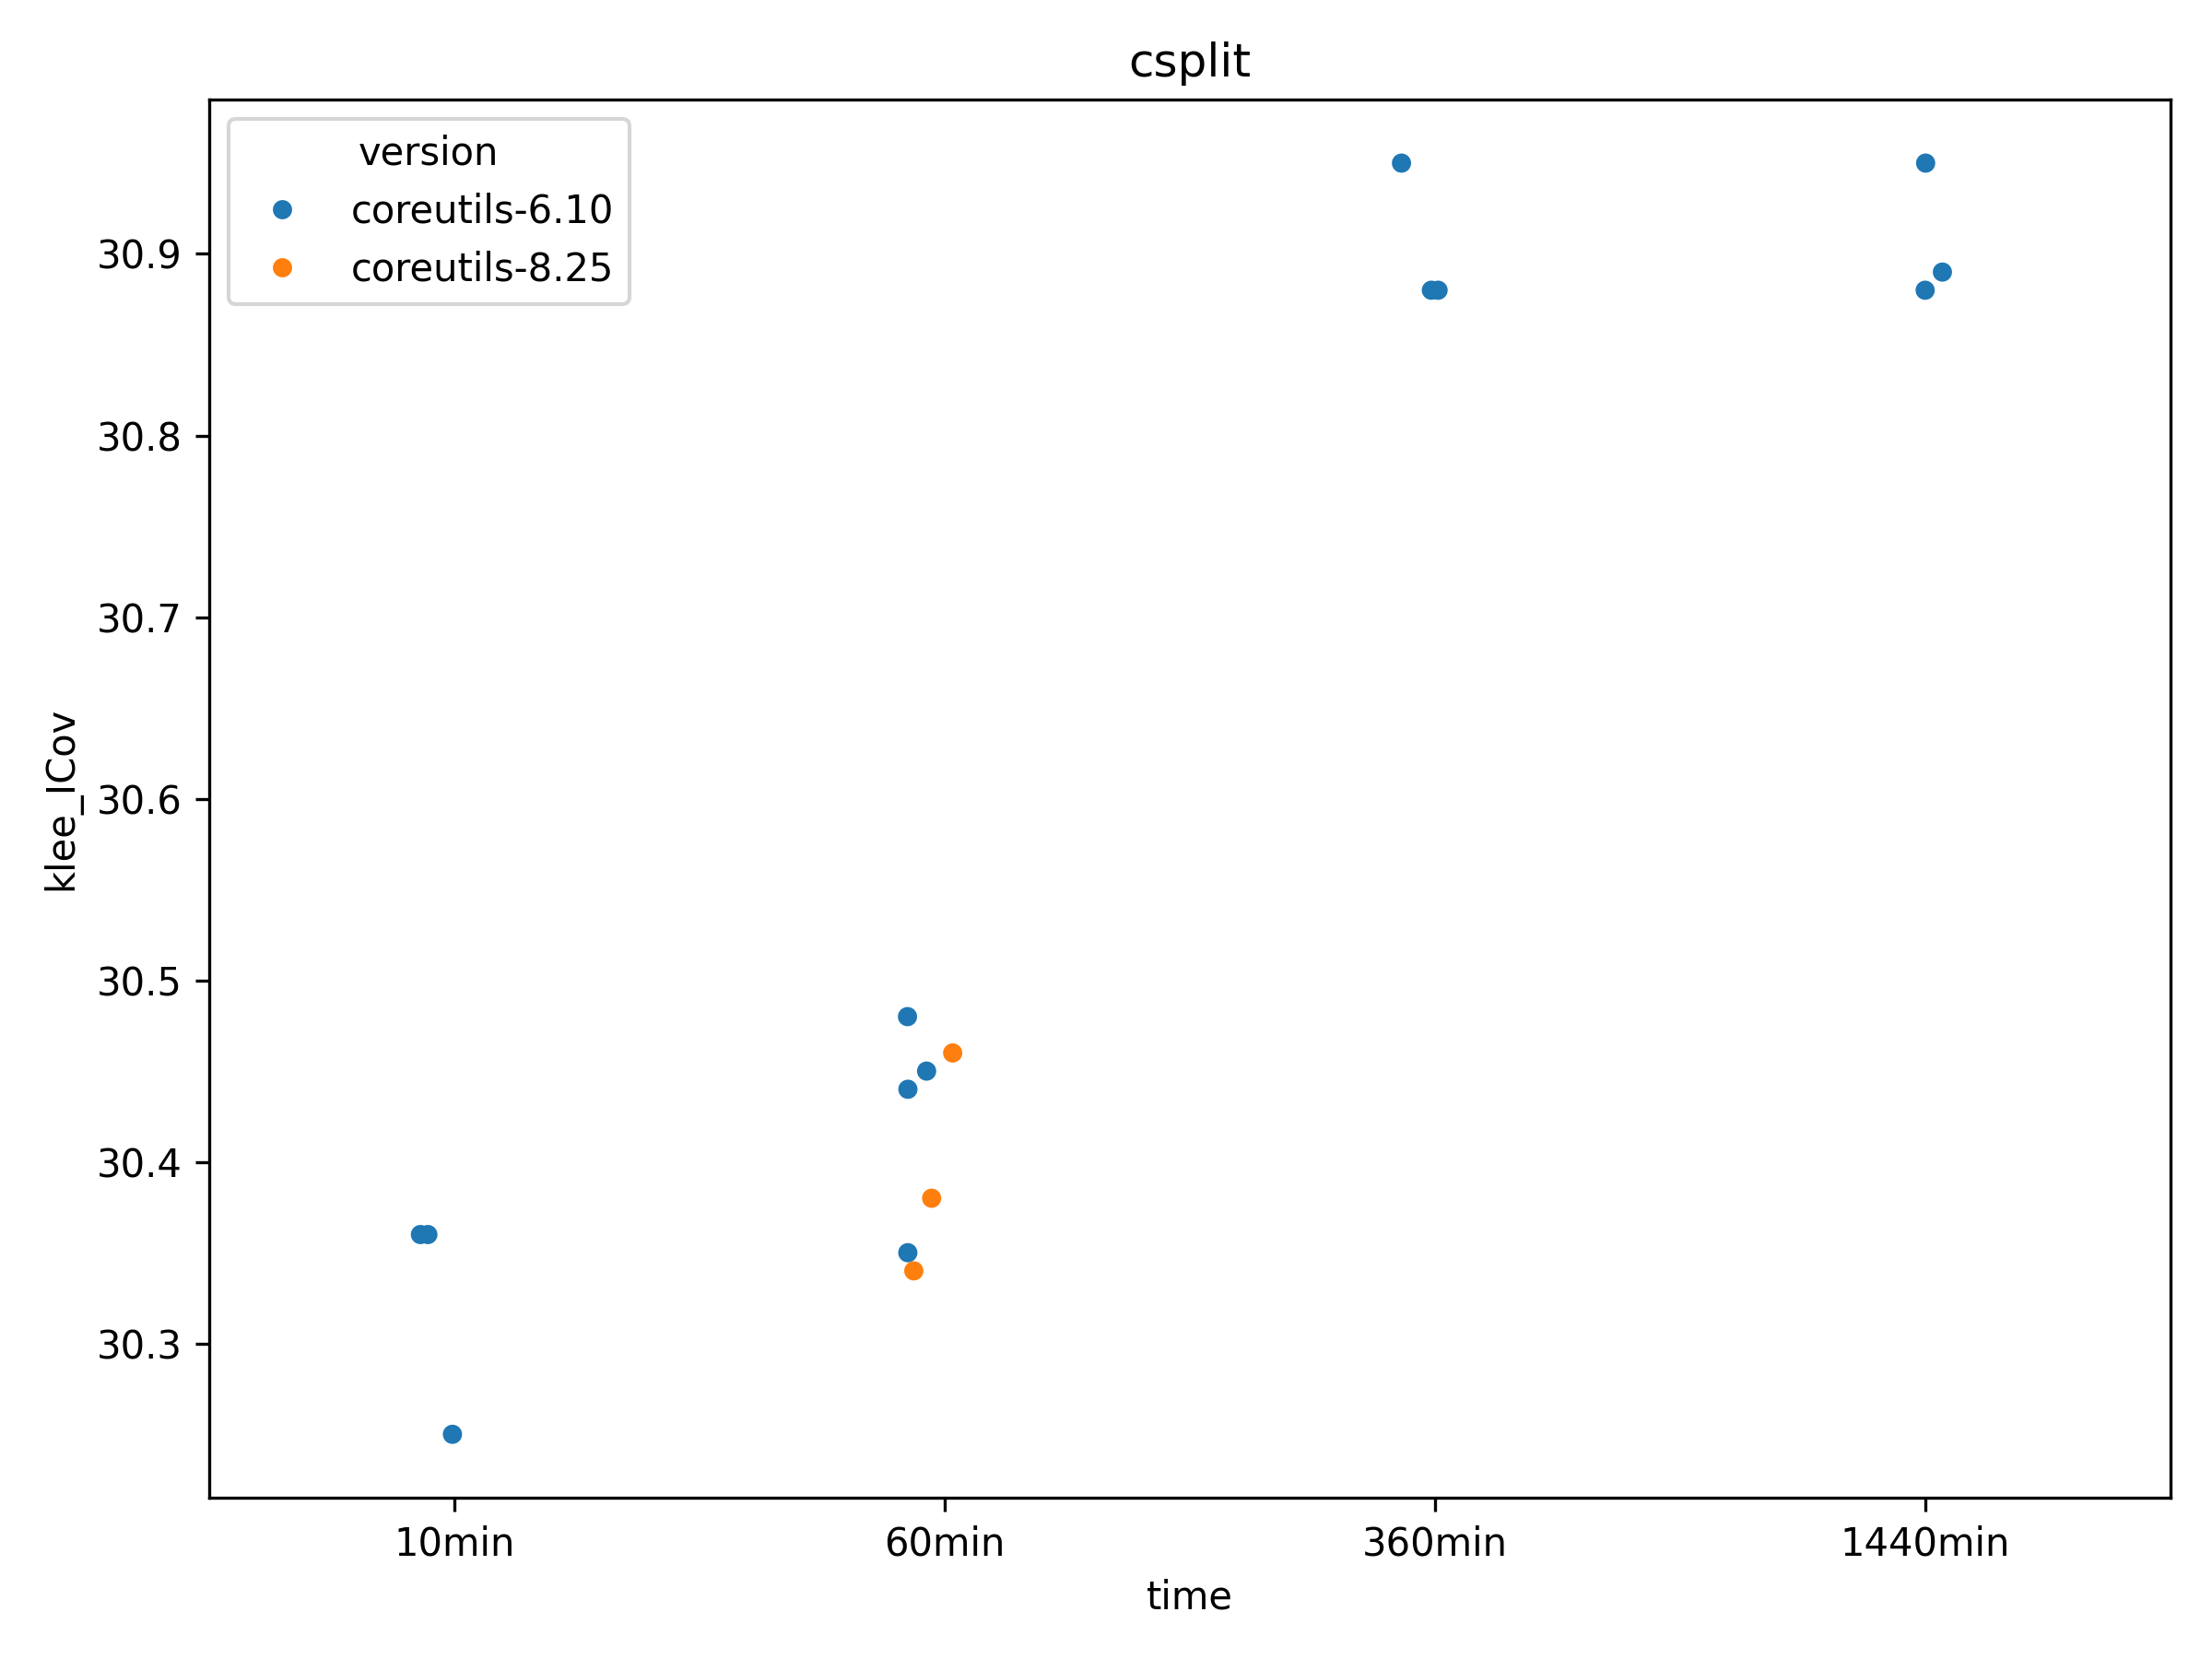 csplit
version
coreutils-6.10
coreutils-8.25
30.9
30.8
30.7
30.6
30.5
30.4
30.3
klee_ICov
10min
60min
360min
1440min
time